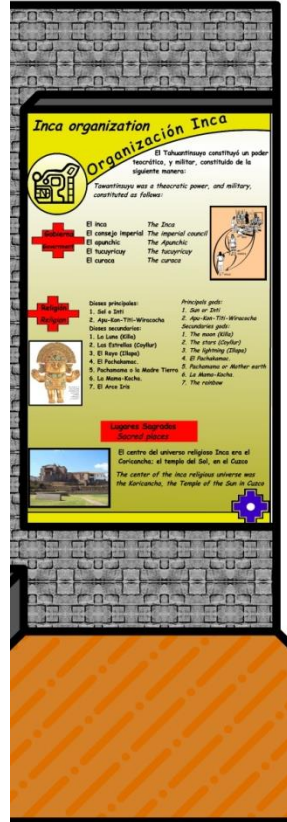 Inca organization
Organización Inca
El Tahuantinsuyo constituyó un poder
teocrático, y militar, constituido de la
siguiente manera:
Tawantinsuyu was a theocratic power, and military,
constituted as follows:
Gobierno
Goverment
El inca The Inca
El consejo imperial The imperial council
El apunchic The Apunchic
El tucuyricuy The tucuyricuy
El curaca The curaca
Religión
Religion
Dioses principales:
1. Sol o Inti
2. Apu-Kon-Titi-Wiracocha
Dioses secundarios:
1. La Luna (Killa)
2. Las Estrellas (Coyllur)
3. El Rayo (Illapa)
4. El Pachakamac.
5. Pachamama o la Madre Tierra
6. La Mama-Kocha.
7. El Arco Iris
Principals gods:
1. Sun or Inti
2. Apu-Kon-Titi-Wiracocha
Secundaries gods:
1. The moon (Killa)
2. The stars (Coyllur)
3. The lightning (Illapa)
4. El Pachakamac.
5. Pachamama or Mother earth
6. La Mama-Kocha.
7. The rainbow
Lugares Sagrados
Sacred places
El centro del universo religioso Inca era el
Coricancha; el templo del Sol, en el Cuzco
The center of the inca religious universe was
the Koricancha, the Temple of the Sun in Cuzco